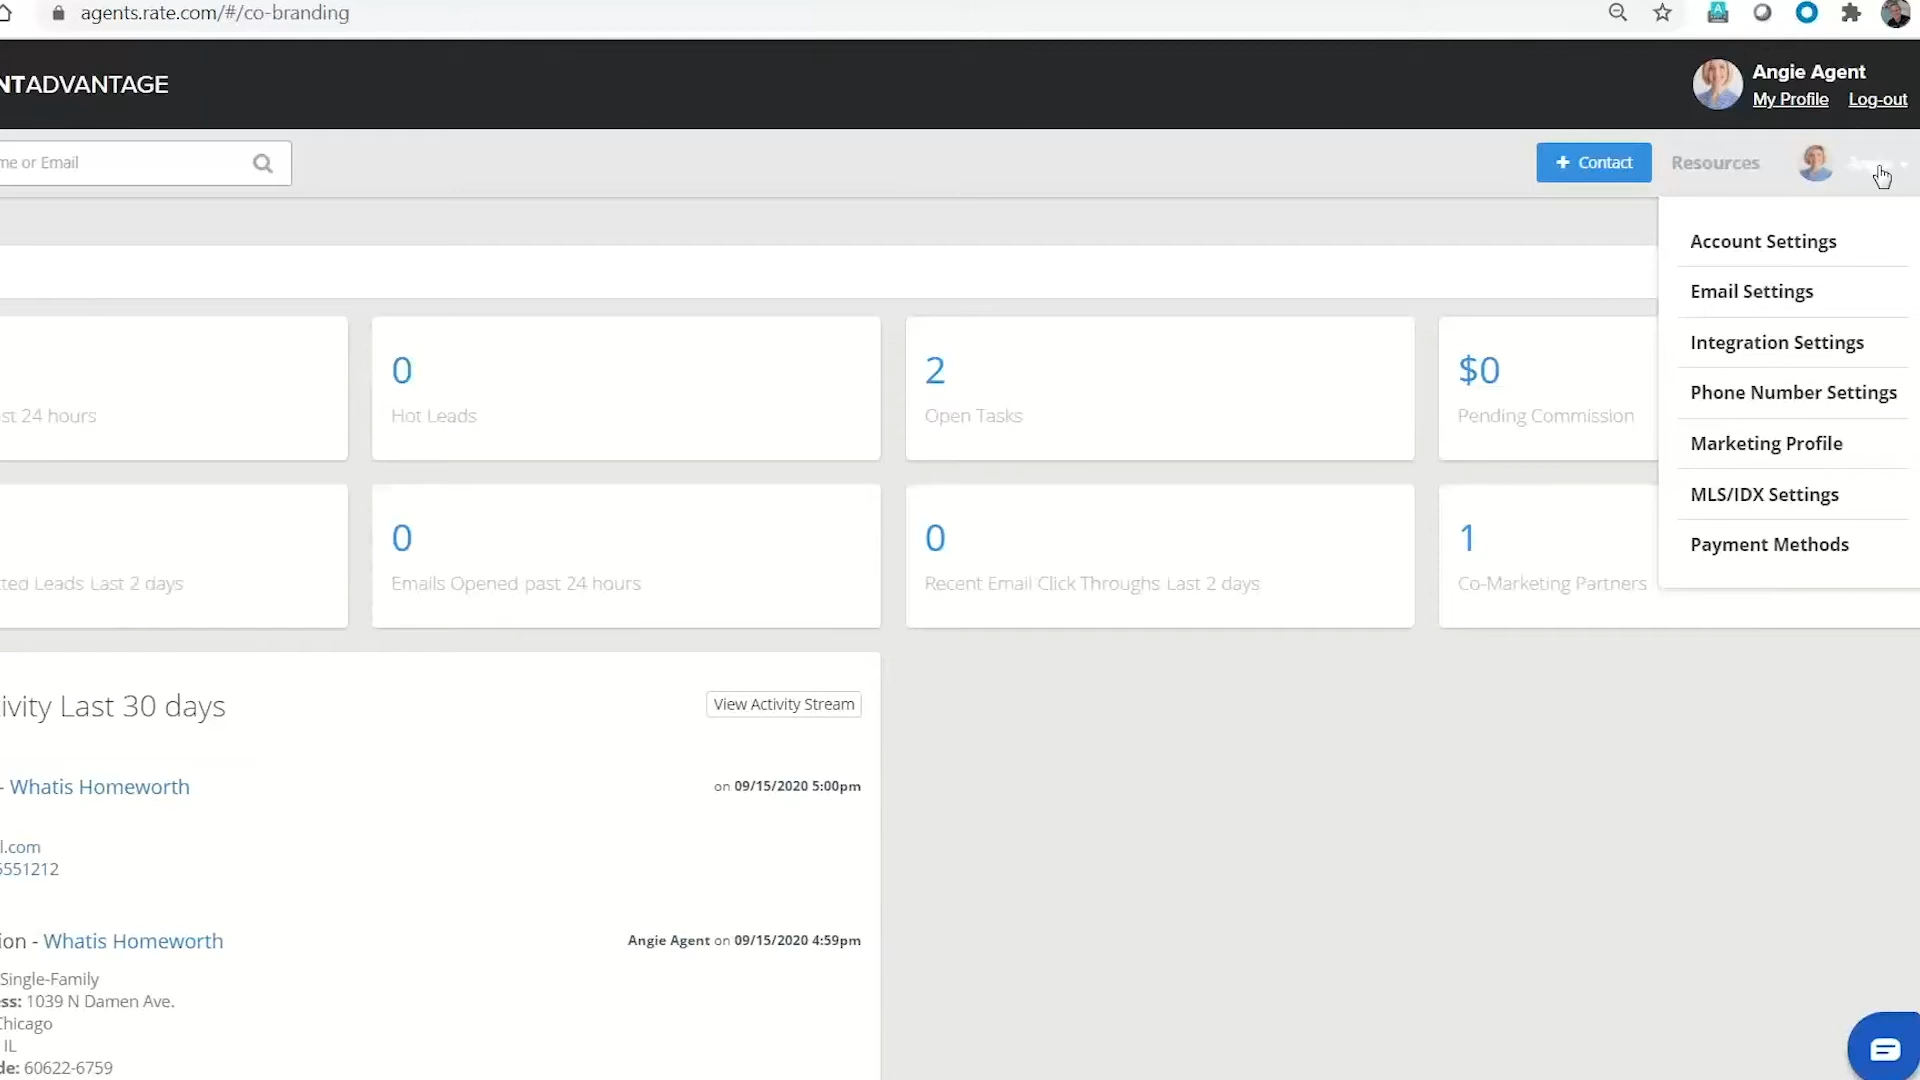 agents.rate.com/#/co-branding
NTADVANTAGE
Angie Agent
My Profile Log-out
me or Email
+ Contact Resources
Account Settings
Email Settings
Integration Settings
Phone Number Settings
Marketing Profile
MLS/IDX Settings
Payment Methods
st 24 hours
0
Hot Leads
2
Open Tasks
$0
Pending Commission
ted Leads Last 2 days
0
Emails Opened past 24 hours
0
Recent Email Click Throughs Last 2 days
1
Co-Marketing Partners
ivity Last 30 days
View Activity Stream
- Whatis Homeworth
on 09/15/2020 5:00pm
l.com
5551212
ion - Whatis Homeworth
Angie Agent on 09/15/2020 4:59pm
Single-Family
ess: 1039 N Damen Ave.
Chicago
IL
de: 60622-6759